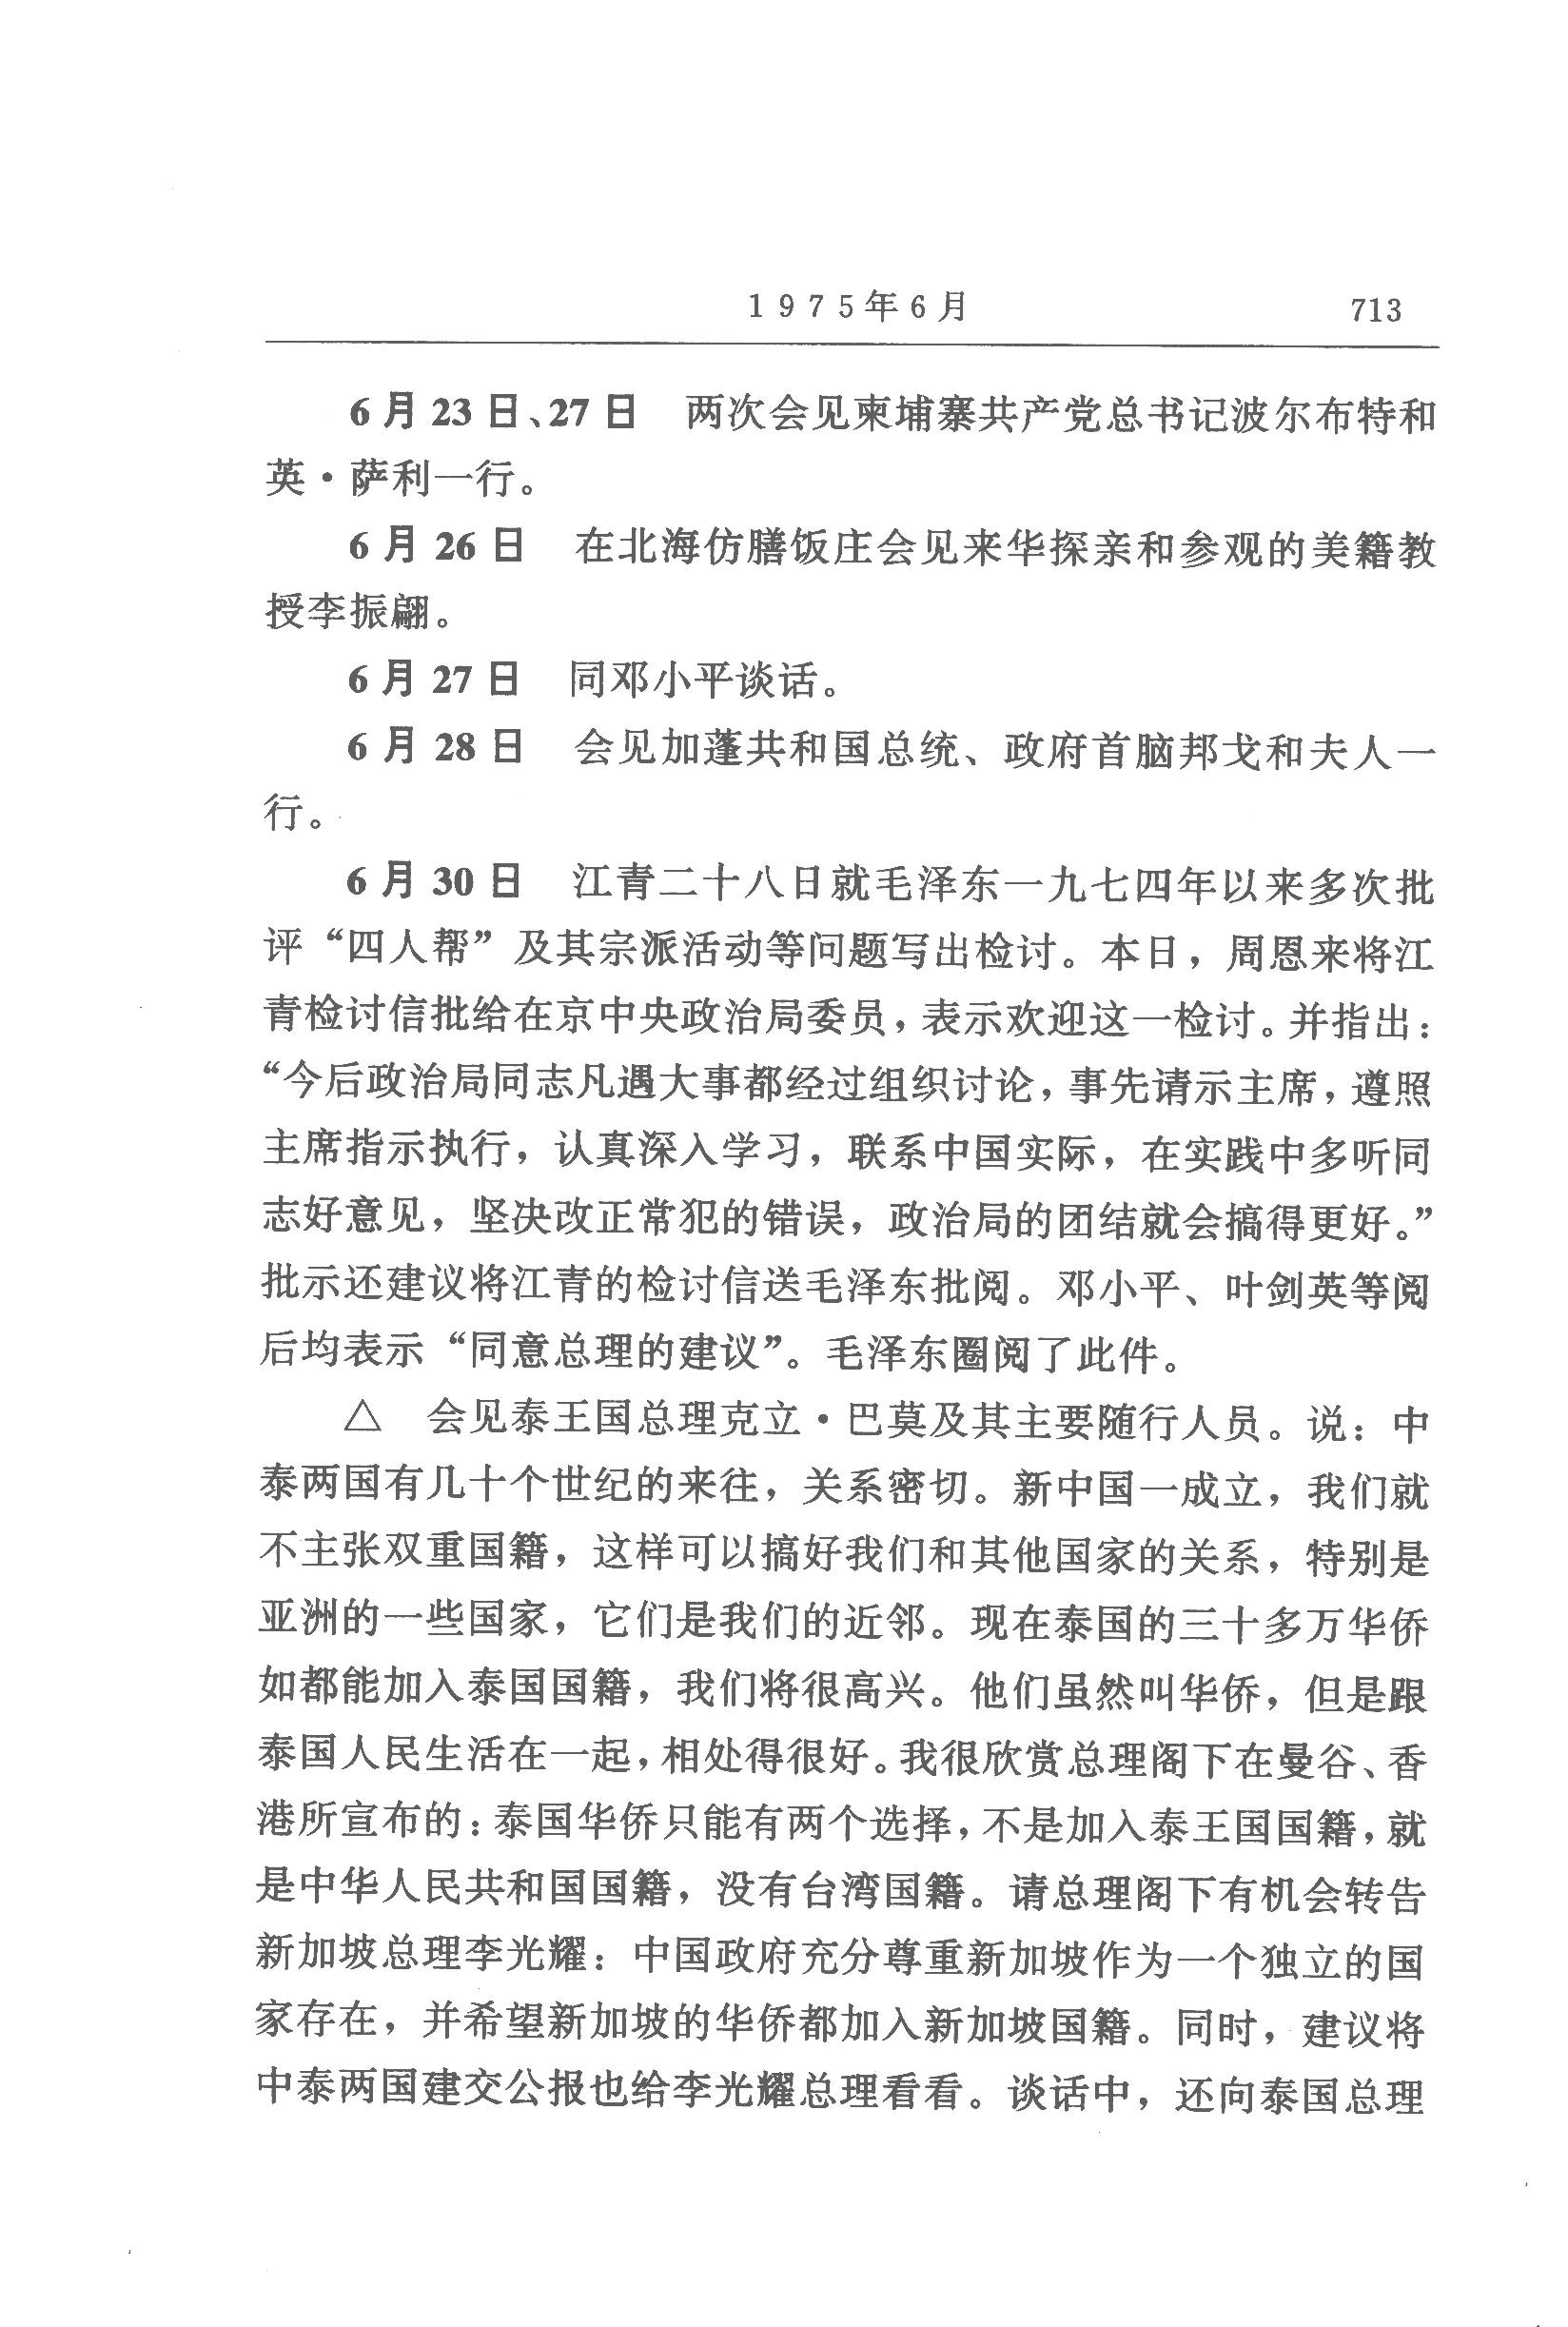 1975年6月 713
6月23日、27日 两次会见柬埔寨共产党总书记波尔布特和
英·萨利一行。
6月26日 在北海仿膳饭庄会见来华探亲和参观的美籍教
授李振翩。
6月27日 同邓小平谈话。
6月28日 会见加蓬共和国总统、政府首脑邦戈和夫人一
行。
6月30日 江青二十八日就毛泽东一九七四年以来多次批
评“四人帮”及其宗派活动等问题写出检讨。本日，周恩来将江
青检讨信批给在京中央政治局委员，表示欢迎这一检讨。并指出：
“今后政治局同志凡遇大事都经过组织讨论，事先请示主席，遵照
主席指示执行，认真深入学习，联系中国实际，在实践中多听同
志好意见，坚决改正常犯的错误，政治局的团结就会搞得更好。”
批示还建议将江青的检讨信送毛泽东批阅。邓小平、叶剑英等阅
后均表示“同意总理的建议”。毛泽东圈阅了此件。
△ 会见泰王国总理克立·巴莫及其主要随行人员。说：中
泰两国有几十个世纪的来往，关系密切。新中国一成立，我们就
不主张双重国籍，这样可以搞好我们和其他国家的关系，特别是
亚洲的一些国家，它们是我们的近邻。现在泰国的三十多万华侨
如都能加入泰国国籍，我们将很高兴。他们虽然叫华侨，但是跟
泰国人民生活在一起，相处得很好。我很欣赏总理阁下在曼谷、香
港所宣布的：泰国华侨只能有两个选择，不是加入泰王国国籍，就
是中华人民共和国国籍，没有台湾国籍。请总理阁下有机会转告
新加坡总理李光耀：中国政府充分尊重新加坡作为一个独立的国
家存在，并希望新加坡的华侨都加入新加坡国籍。同时，建议将
中泰两国建交公报也给李光耀总理看看。谈话中，还向泰国总理